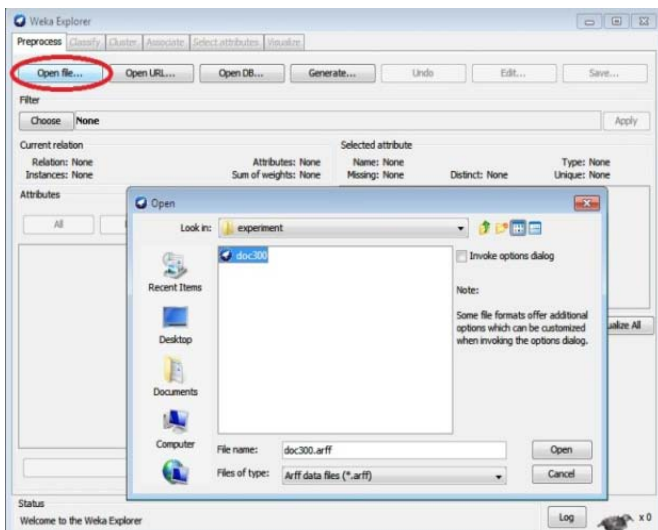 Weka Explorer
Preprocess Classify Cluster Associate Select attributes Visualize
Open file... Open URL... Open DB... Generate... Undo Edit... Save...
Filter
Choose None Apply
Current relation Selected attribute
Relation: None Attributes: None Name: None Type: None
Instances: None Sum of weights: None Missing: None Distinct: None Unique: None
Attributes
All
Open
Look in: experiment
doc300
Invoke options dialog
Recent Items
Note:
Some file formats offer additional
options which can be customized
when invoking the options dialog.
ualize All
Desktop
Documents
Computer
File name: doc300.arff Open
Files of type: Arff data files (*.arff) Cancel
Status
Welcome to the Weka Explorer Log x 0